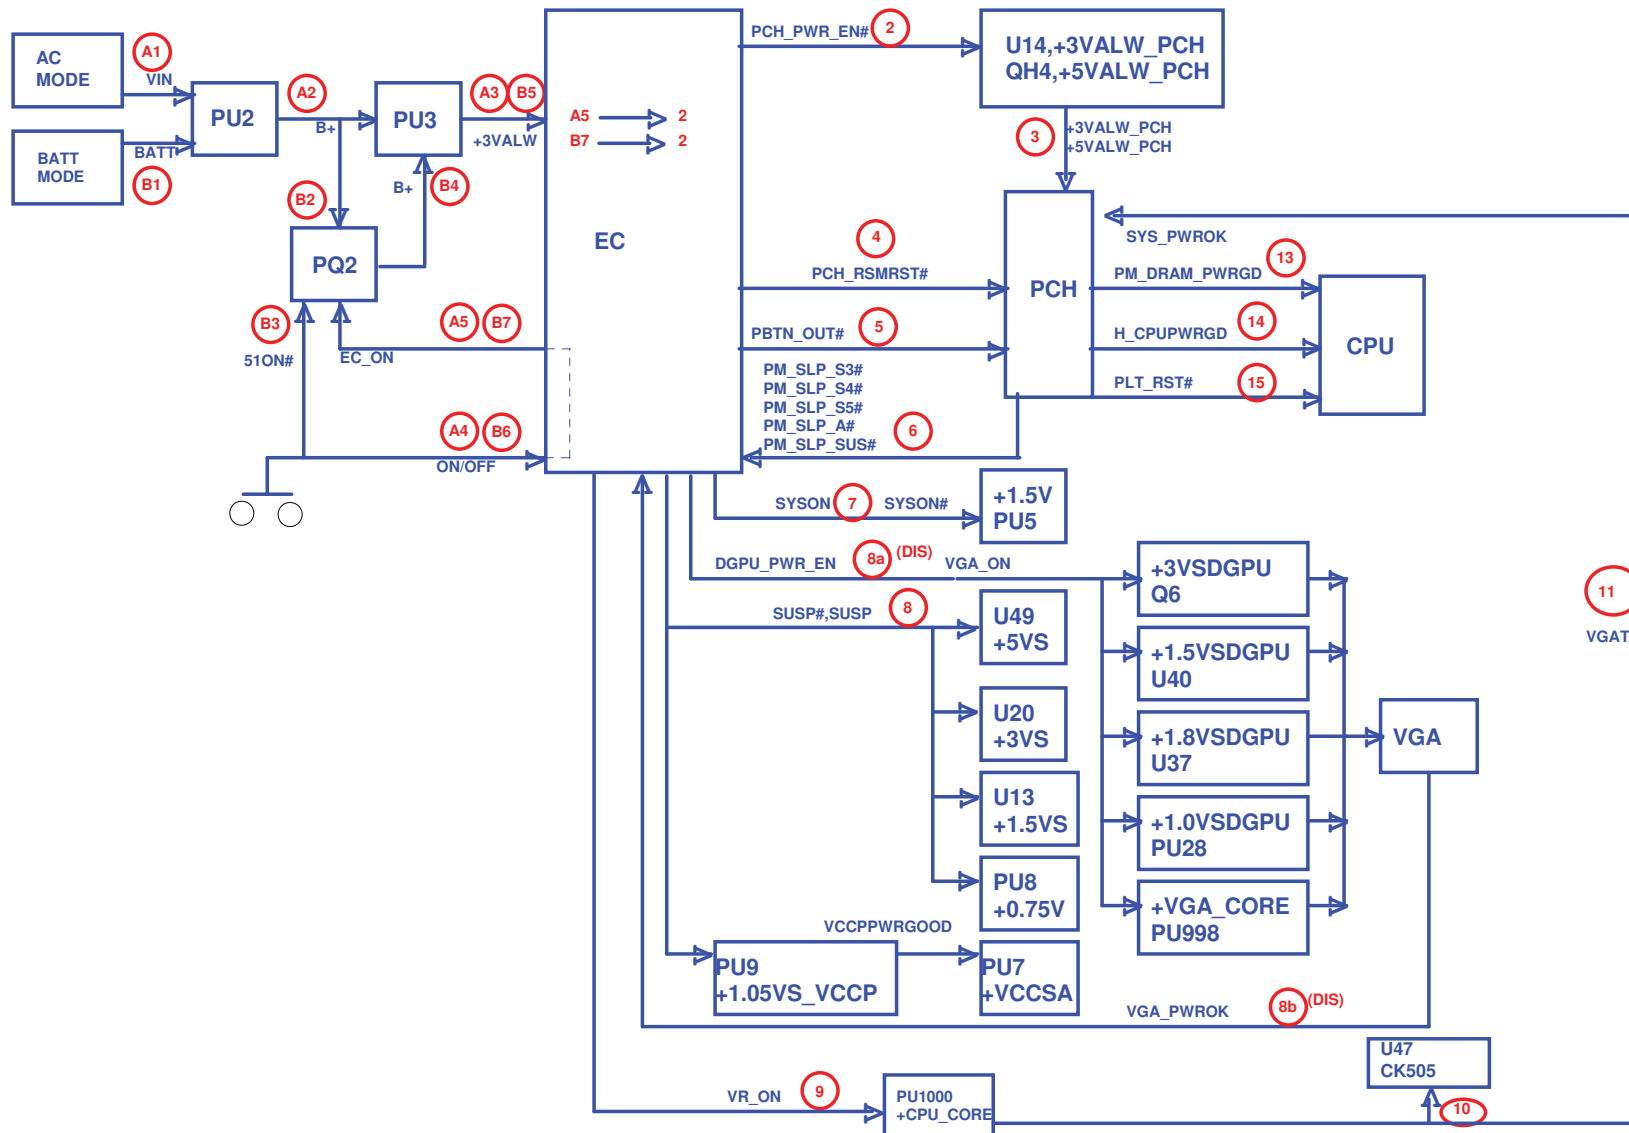 AC
MODE
A1
VIN
BATT
MODE
BATT
B1
PU2
A2
B+
PU3
A3
B5
+3VALW
B2
B+
B4
PQ2
B3
51ON#
A5
B7
EC_ON
A4
B6
ON/OFF
A5
2
B7
2
EC
PCH_PWR_EN#
2
U14,+3VALW_PCH
QH4,+5VALW_PCH
3
+3VALW_PCH
+5VALW_PCH
4
PCH_RSMRST#
PCH
SYS_PWROK
PM_DRAM_PWRGD
13
H_CPUPWRGD
14
PLT_RST#
15
CPU
PBTN_OUT#
5
PM_SLP_S3#
PM_SLP_S4#
PM_SLP_S5#
PM_SLP_A#
PM_SLP_SUS#
6
SYSON
7
SYSON#
+1.5V
PU5
DGPU_PWR_EN
8a
(DIS)
VGA_ON
+3VSDGPU
Q6
11
VGAT
SUSP#,SUSP
8
U49
+5VS
+1.5VSDGPU
U40
U20
+3VS
+1.8VSDGPU
U37
VGA
U13
+1.5VS
+1.0VSDGPU
PU28
PU8
+0.75V
+VGA_CORE
PU998
VCCPPWRGOOD
PU9
+1.05VS_VCCP
PU7
+VCCSA
VGA_PWROK
8b
(DIS)
U47
CK505
VR_ON
9
PU1000
+CPU_CORE
10